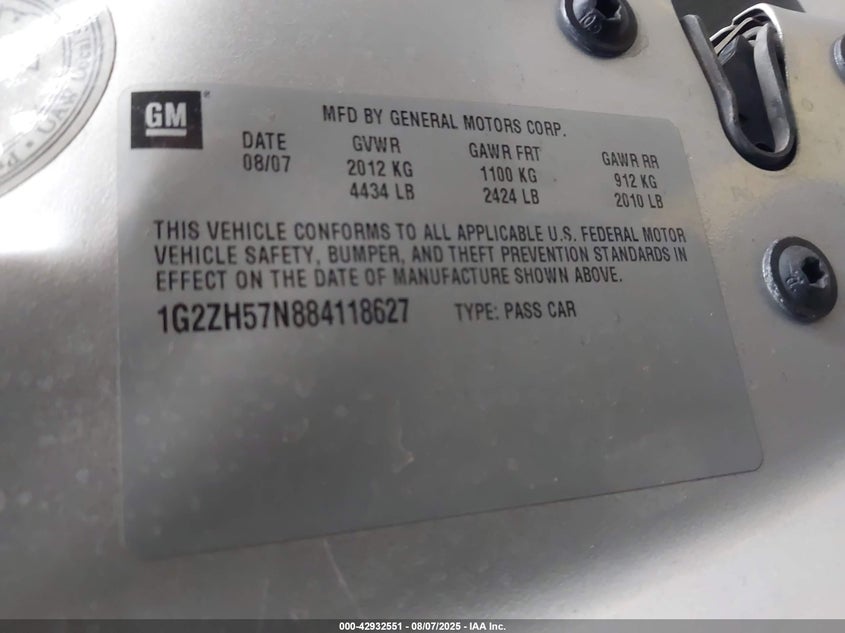 GM
MFD BY GENERAL MOTORS CORP.
DATE GVWR GAWR FRT GAWR RR
08/07 2012 KG 1100 KG 912 KG
4434 LB 2424 LB 2010 LB
THIS VEHICLE CONFORMS TO ALL APPLICABLE U.S. FEDERAL MOTOR
VEHICLE SAFETY, BUMPER, AND THEFT PREVENTION STANDARDS IN
EFFECT ON THE DATE OF MANUFACTURE SHOWN ABOVE.
1G2ZH57N884118627 TYPE: PASS CAR
UAW
000-42932551 - 08/07/2025 - IAA Inc.